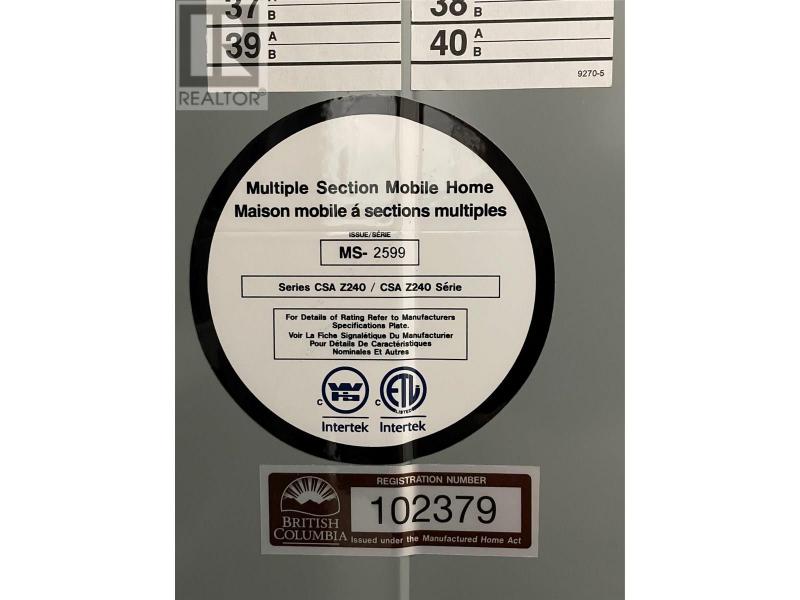 37 A B
38 A B
39 A B
40 A B
9270-5
REALTOR®
Multiple Section Mobile Home
Maison mobile á sections multiples
ISSUE/SÉRIE
MS- 2599
Series CSA Z240 / CSA Z240 Série
For Details of Rating Refer to Manufacturers
Specifications Plate.
Voir La Fiche Signalétique Du Manufacturier
Pour Détails De Caractéristiques
Nominales Et Autres
C WH C ETL LISTED
Intertek Intertek
REGISTRATION NUMBER
102379
BRITISH
COLUMBIA
Issued under the Manufactured Home Act